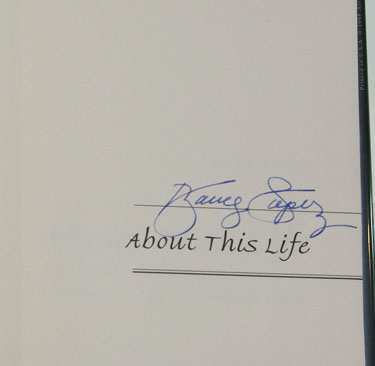 Barry Lopez
About This Life